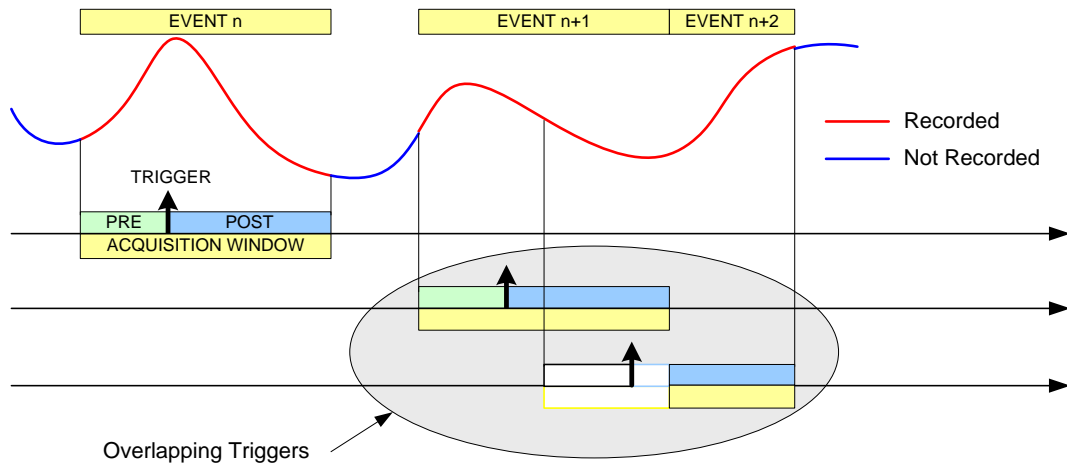 EVENT n
EVENT n+1
EVENT n+2
Recorded
Not Recorded
TRIGGER
PRE
POST
ACQUISITION WINDOW
Overlapping Triggers